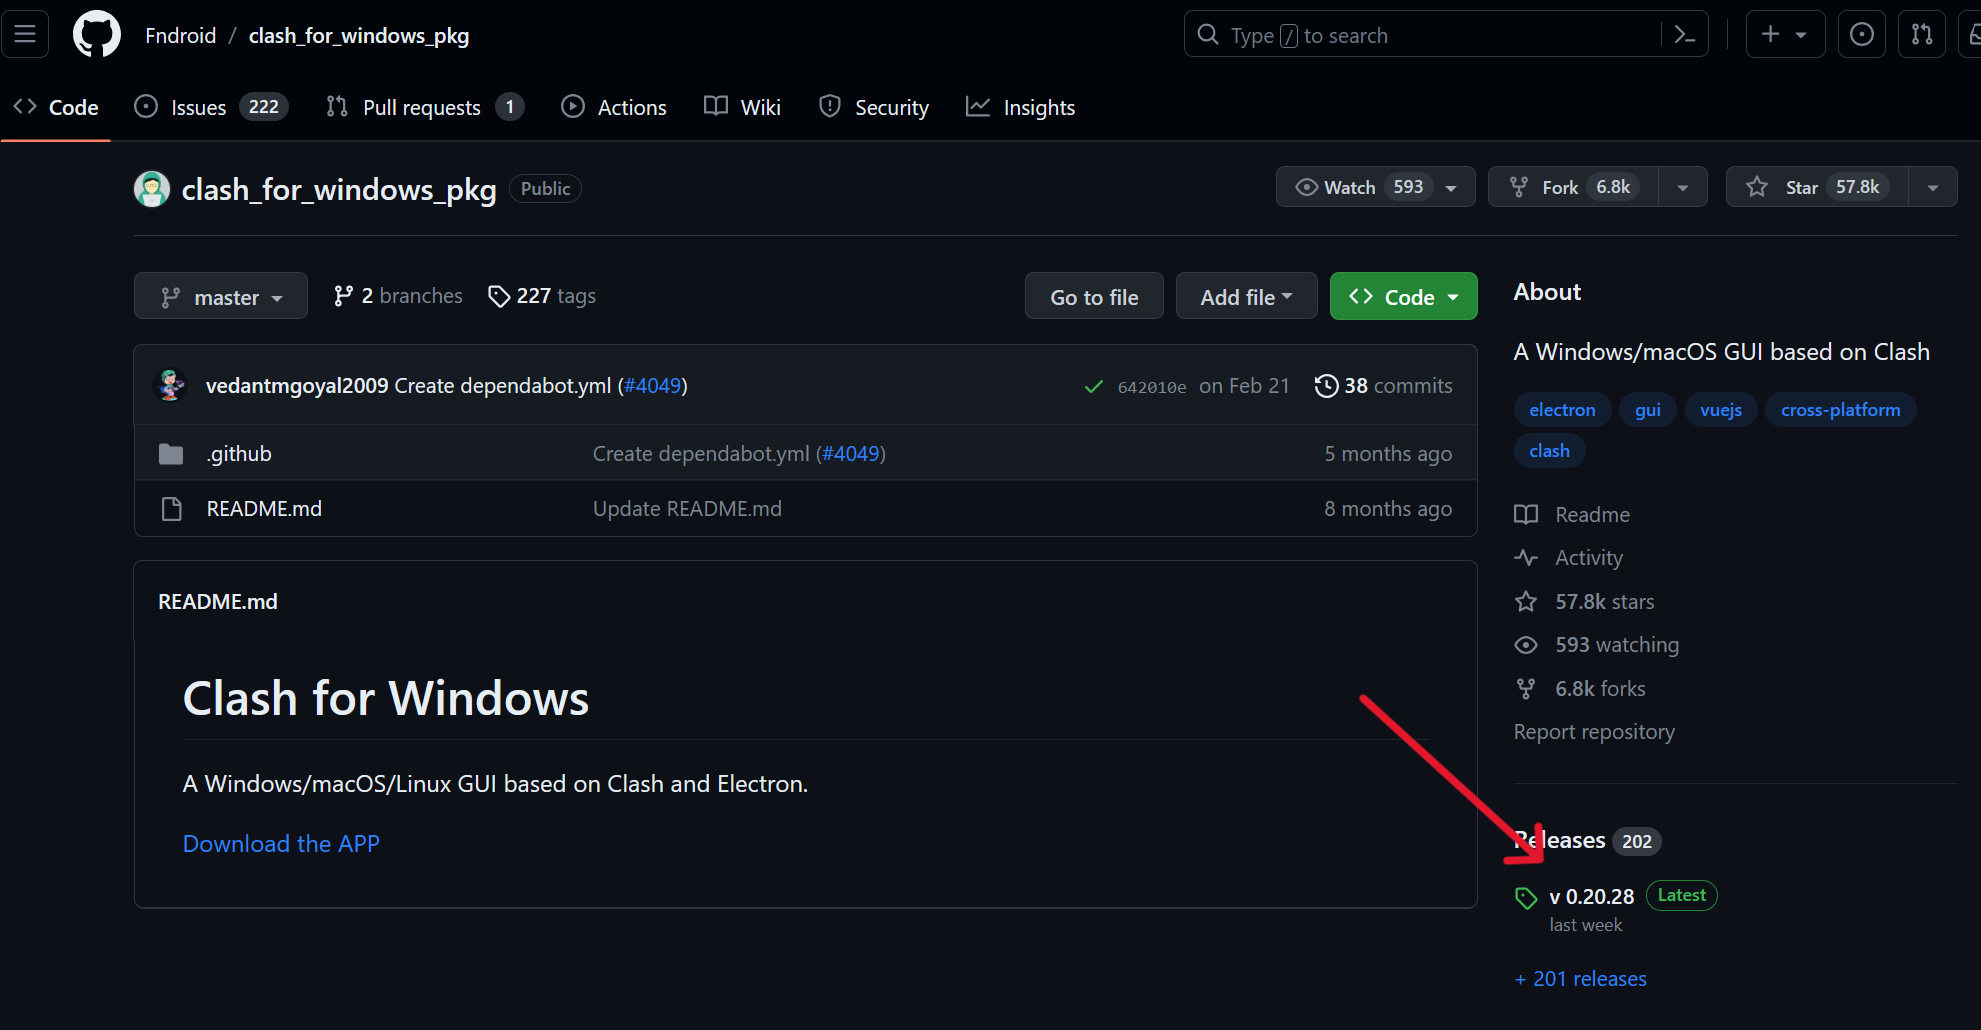 Fndroid / clash_for_windows_pkg
Type / to search
Code
Issues 222
Pull requests 1
Actions
Wiki
Security
Insights
clash_for_windows_pkg Public
Watch 593
Fork 6.8k
Star 57.8k
master
2 branches
227 tags
Go to file
Add file
Code
vedantmgoyal2009 Create dependabot.yml (#4049)
642010e on Feb 21
38 commits
.github Create dependabot.yml (#4049) 5 months ago
README.md Update README.md 8 months ago
README.md
Clash for Windows
A Windows/macOS/Linux GUI based on Clash and Electron.
Download the APP
About
A Windows/macOS GUI based on Clash
electron gui vuejs cross-platform
clash
Readme
Activity
57.8k stars
593 watching
6.8k forks
Report repository
Releases 202
v 0.20.28 Latest
last week
+ 201 releases